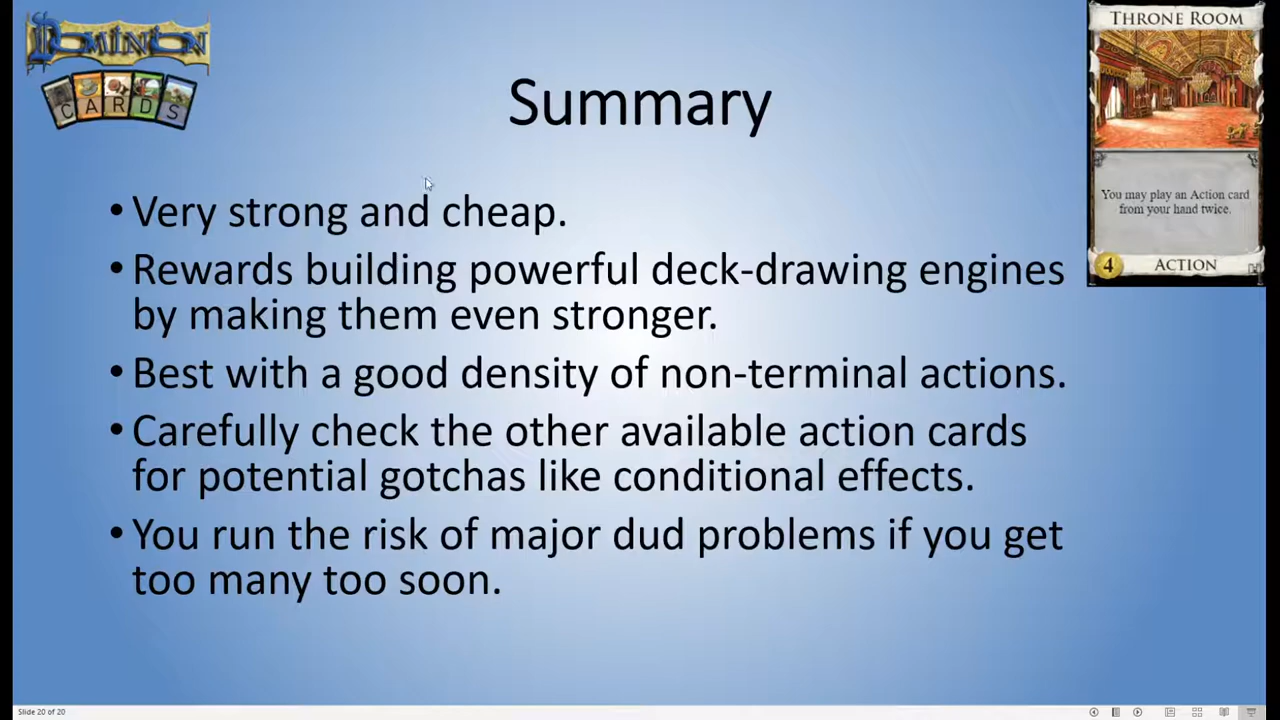 DOMINION
CARDS
THRONE ROOM
Summary
• Very strong and cheap.
You may play an Action card
from your hand twice.
4
ACTION
• Rewards building powerful deck-drawing engines
by making them even stronger.
• Best with a good density of non-terminal actions.
• Carefully check the other available action cards
for potential gotchas like conditional effects.
• You run the risk of major dud problems if you get
too many too soon.
Slide 20 of 20